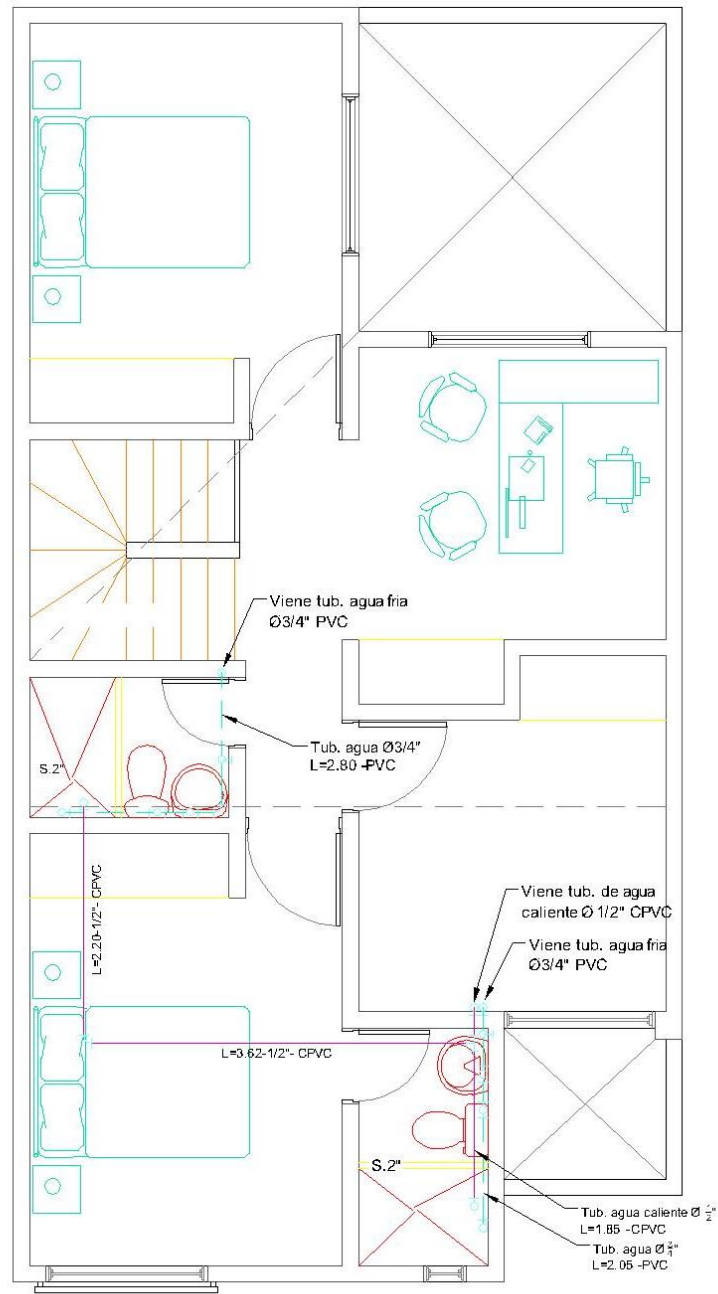 Viene tub. agua fria
Ø3/4" PVC
Tub. agua Ø3/4"
L=2.80 -PVC
S.2"
L=2.20-1/2"- CPVC
Viene tub. de agua
caliente Ø 1/2" CPVC
Viene tub. agua fria
Ø3/4" PVC
L=3.62-1/2"- CPVC
S.2"
Tub. agua caliente Ø ½"
L=1.85 -CPVC
Tub. agua Ø ¾"
L=2.05 -PVC